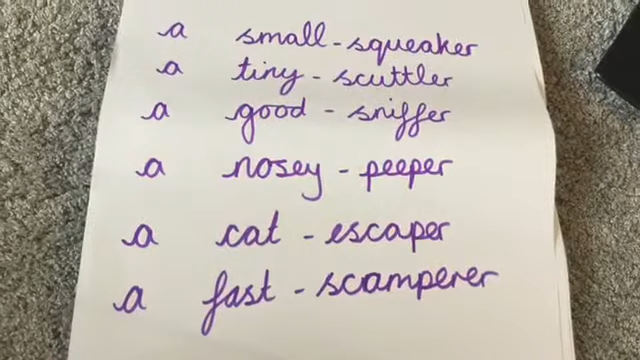 a small-squeaker
a tiny-scuttler
a good-sniffer
a nosey-peeper
a cat-escaper
a fast-scamperer